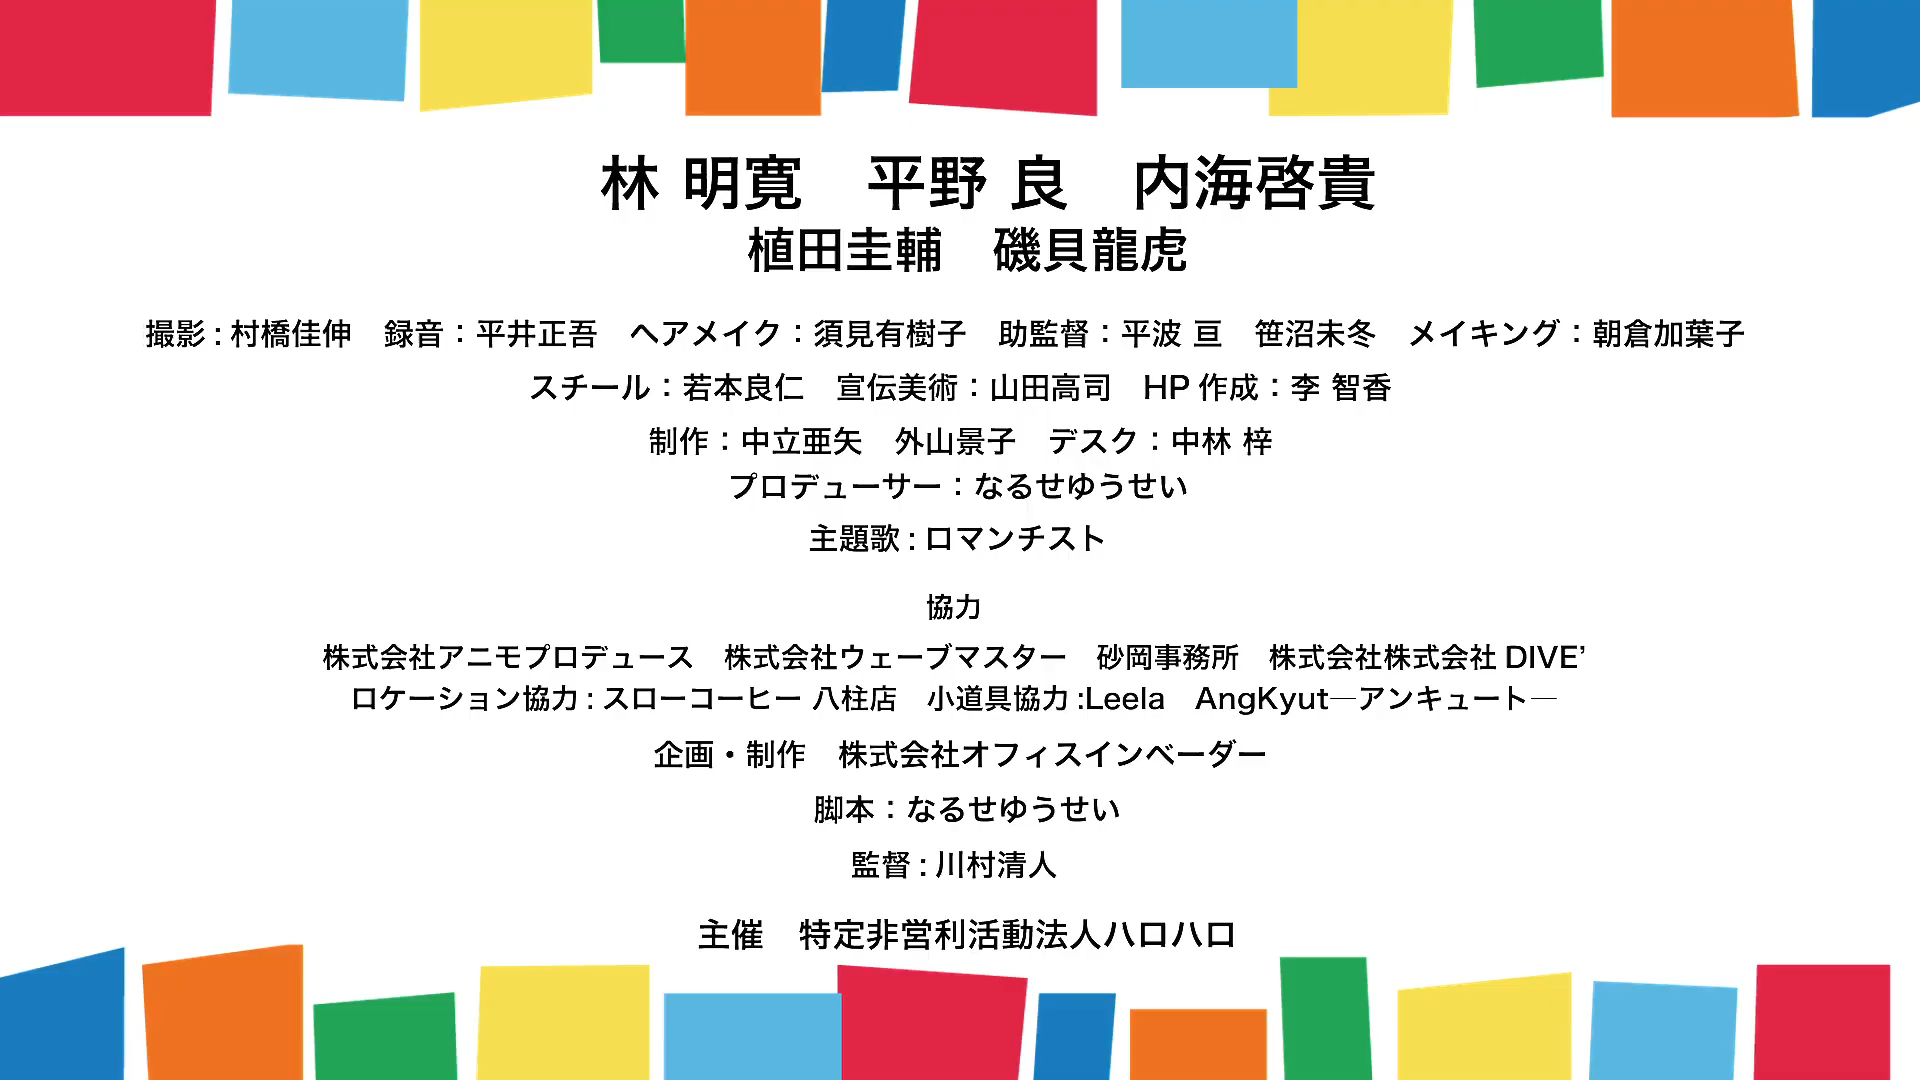 林 明寛　平野 良　内海啓貴
植田圭輔　磯貝龍虎
撮影:村橋佳伸　録音：平井正吾　ヘアメイク：須見有樹子　助監督：平波 亘　笹沼未冬　メイキング：朝倉加葉子
スチール：若本良仁　宣伝美術：山田高司　HP作成：李 智香
制作：中立亜矢　外山景子　デスク：中林 梓
プロデューサー：なるせゆうせい
主題歌:ロマンチスト
協力
株式会社アニモプロデュース　株式会社ウェーブマスター　砂岡事務所　株式会社株式会社DIVE’
ロケーション協力:スローコーヒー 八柱店　小道具協力:Leela　AngKyut―アンキュート―
企画・制作　株式会社オフィスインベーダー
脚本：なるせゆうせい
監督:川村清人
主催　特定非営利活動法人ハロハロ